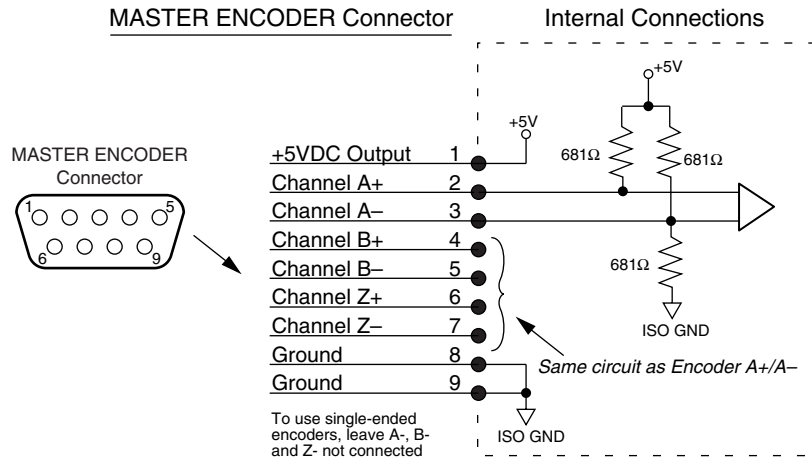 MASTER ENCODER Connector
Internal Connections
+5V
+5V
681Ω
681Ω
MASTER ENCODER
Connector
1
5
6
9
+5VDC Output 1
Channel A+ 2
Channel A– 3
Channel B+ 4
Channel B– 5
Channel Z+ 6
Channel Z– 7
Ground 8
Ground 9
681Ω
ISO GND
Same circuit as Encoder A+/A–
ISO GND
To use single-ended
encoders, leave A-, B-
and Z- not connected